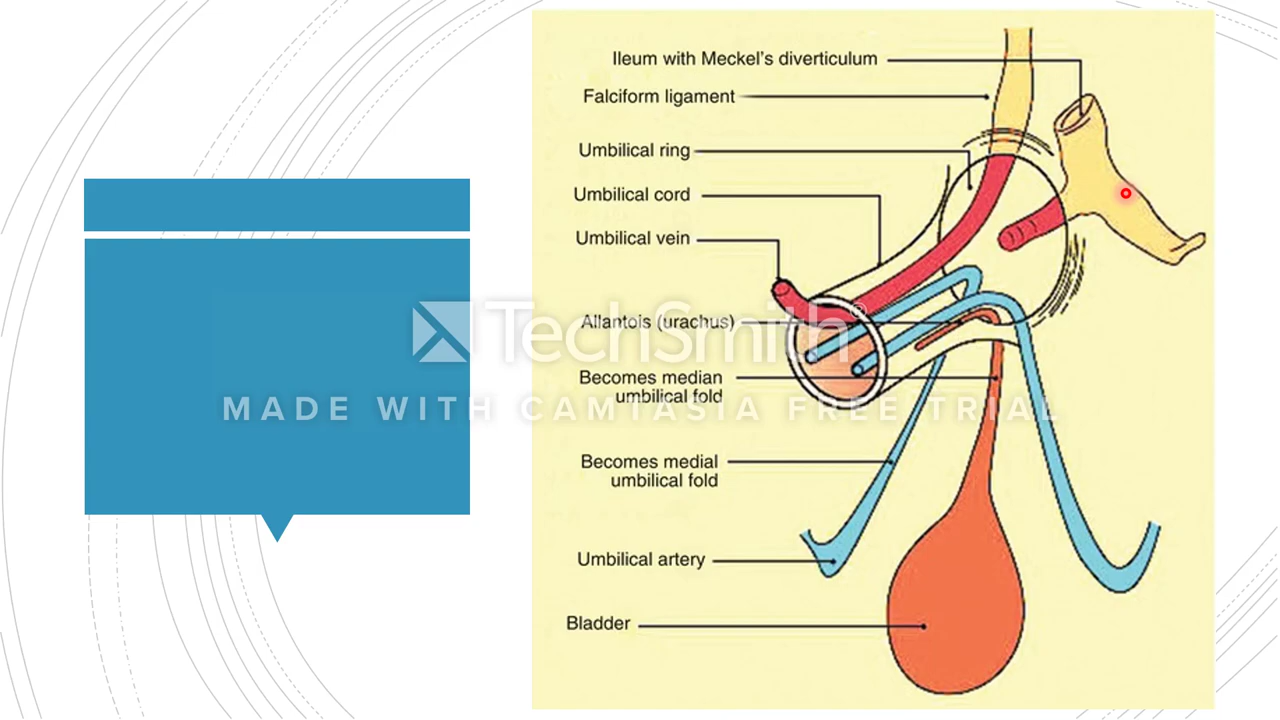 Ileum with Meckel's diverticulum
Falciform ligament
Umbilical ring
Umbilical cord
Umbilical vein
TechSmith®
Allantois (urachus)
Becomes median
umbilical fold
MADE WITH CAMTASIA FREE TRIAL
Becomes medial
umbilical fold
Umbilical artery
Bladder